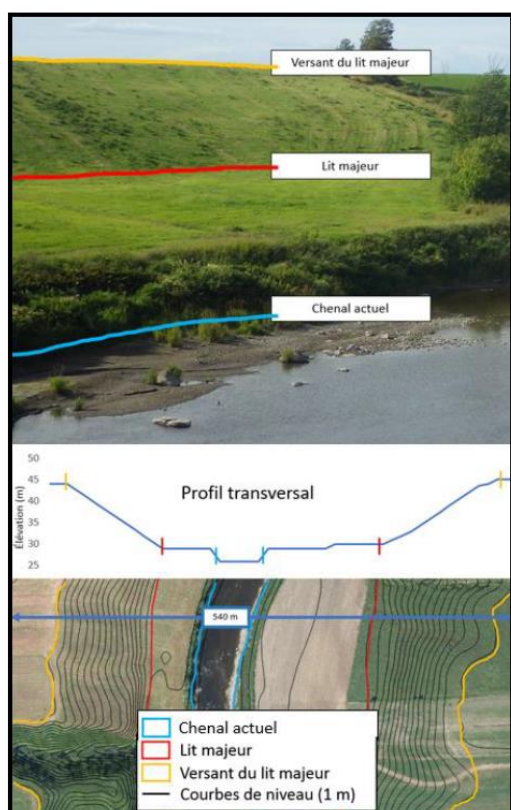 Versant du lit majeur
Lit majeur
Chenal actuel
50
45
40
35
30
25
Élévation (m)
Profil transversal
540 m
Chenal actuel
Lit majeur
Versant du lit majeur
Courbes de niveau (1 m)